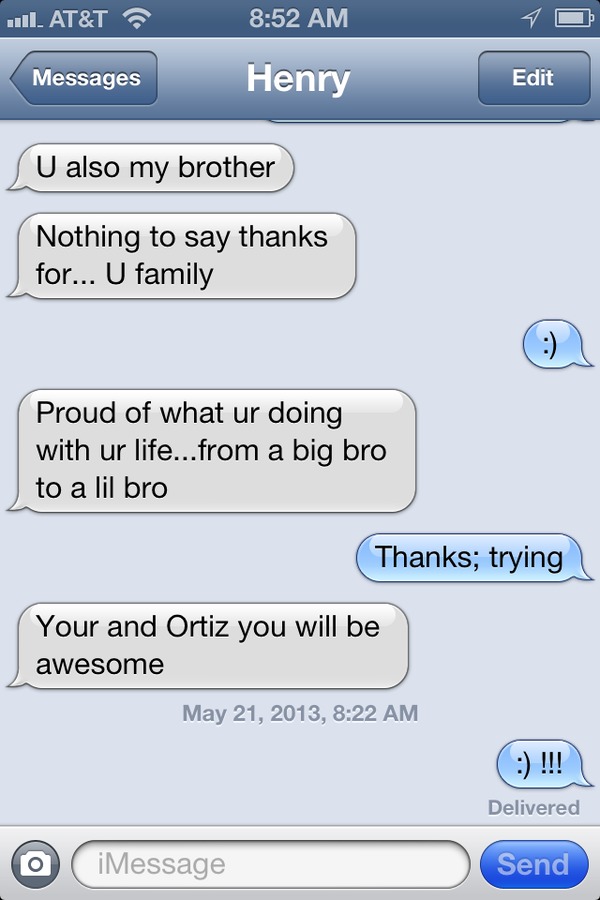 AT&T 8:52 AM
Messages Henry Edit
U also my brother
Nothing to say thanks
for... U family
:)
Proud of what ur doing
with ur life...from a big bro
to a lil bro
Thanks; trying
Your and Ortiz you will be
awesome
May 21, 2013, 8:22 AM
:) !!!
Delivered
iMessage Send